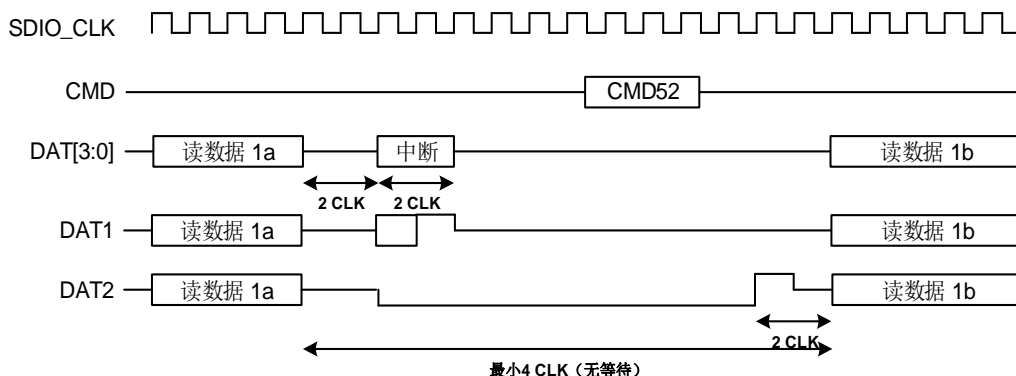 SDIO_CLK
CMD
CMD52
DAT[3:0]
读数据 1a
中断
读数据 1b
2 CLK
2 CLK
DAT1
读数据 1a
读数据 1b
DAT2
读数据 1a
读数据 1b
2 CLK
最小4 CLK（无等待）